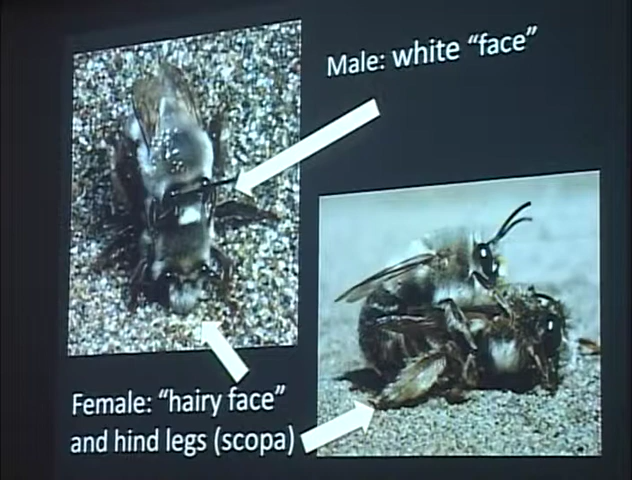 Male: white “face”
Female: “hairy face”
and hind legs (scopa)